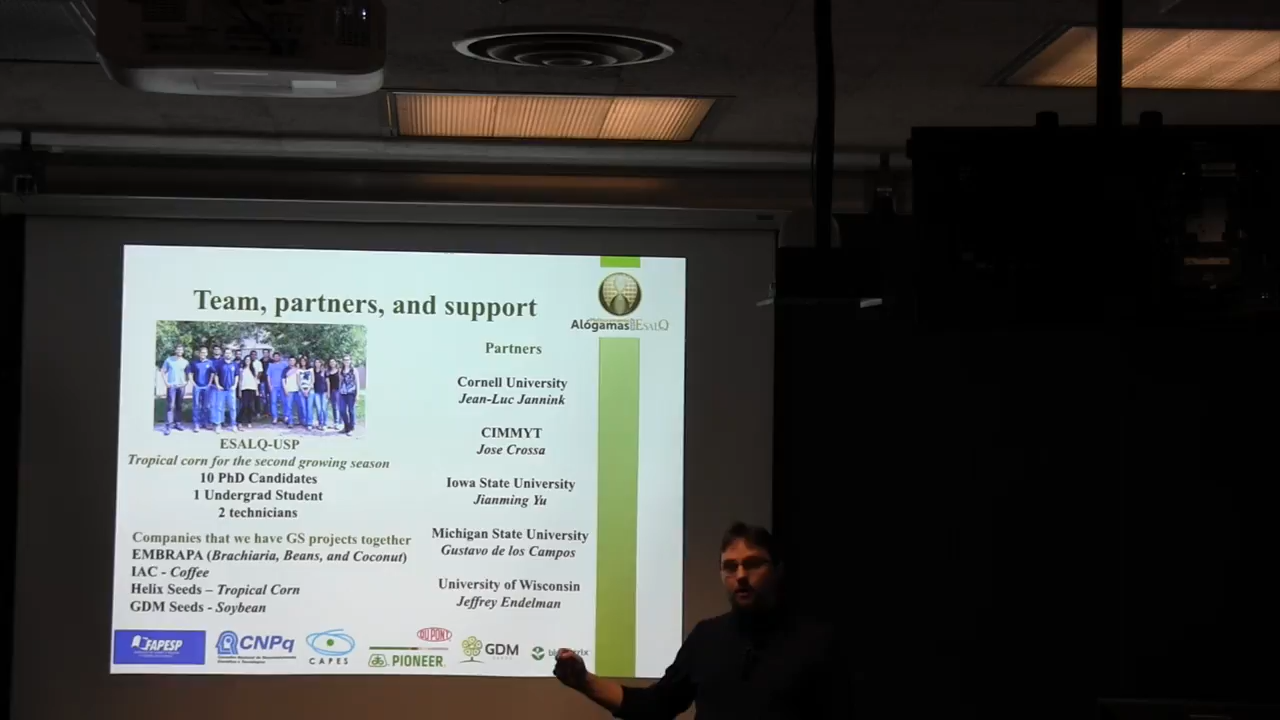 Team, partners, and support
Alógamas
ESALQ
ESALQ-USP
Tropical corn for the second growing season
10 PhD Candidates
1 Undergrad Student
2 technicians
Companies that we have GS projects together
EMBRAPA (Brachiaria, Beans, and Coconut)
IAC - Coffee
Helix Seeds – Tropical Corn
GDM Seeds - Soybean
Partners
Cornell University
Jean-Luc Jannink
CIMMYT
Jose Crossa
Iowa State University
Jianming Yu
Michigan State University
Gustavo de los Campos
University of Wisconsin
Jeffrey Endelman
FAPESP
CNPq
CAPES
DUPONT
PIONEER
GDM